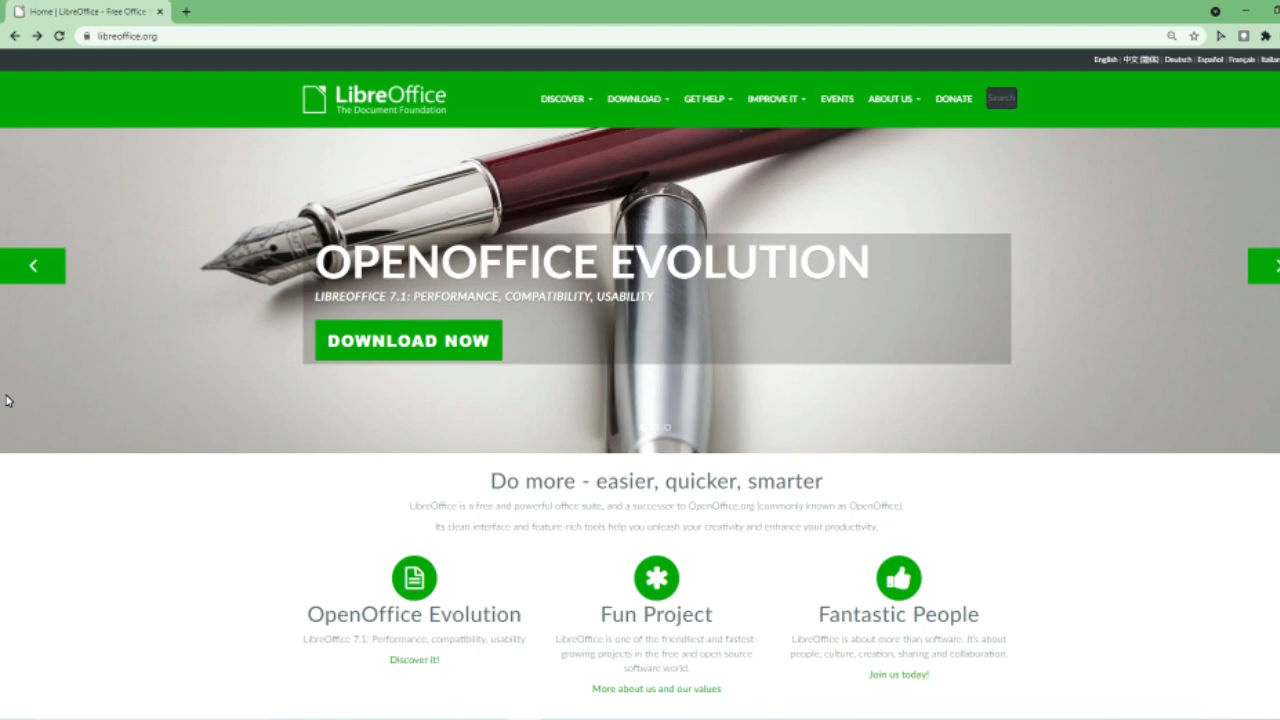 Home | LibreOffice - Free Office
libreoffice.org
English | 中文 (简体) | Deutsch | Español | Français | Italian
LibreOffice
The Document Foundation
DISCOVER DOWNLOAD GET HELP IMPROVE IT EVENTS ABOUT US DONATE Search
OPENOFFICE EVOLUTION
LIBREOFFICE 7.1: PERFORMANCE, COMPATIBILITY, USABILITY
DOWNLOAD NOW
Do more - easier, quicker, smarter
LibreOffice is a free and powerful office suite, and a successor to OpenOffice.org (commonly known as OpenOffice).
Its clean interface and feature-rich tools help you unleash your creativity and enhance your productivity.
OpenOffice Evolution
LibreOffice 7.1: Performance, compatibility, usability
Discover it!
Fun Project
LibreOffice is one of the friendliest and fastest-
growing projects in the free and open source
software world.
More about us and our values
Fantastic People
LibreOffice is about more than software. It's about
people, culture, creation, sharing and collaboration.
Join us today!